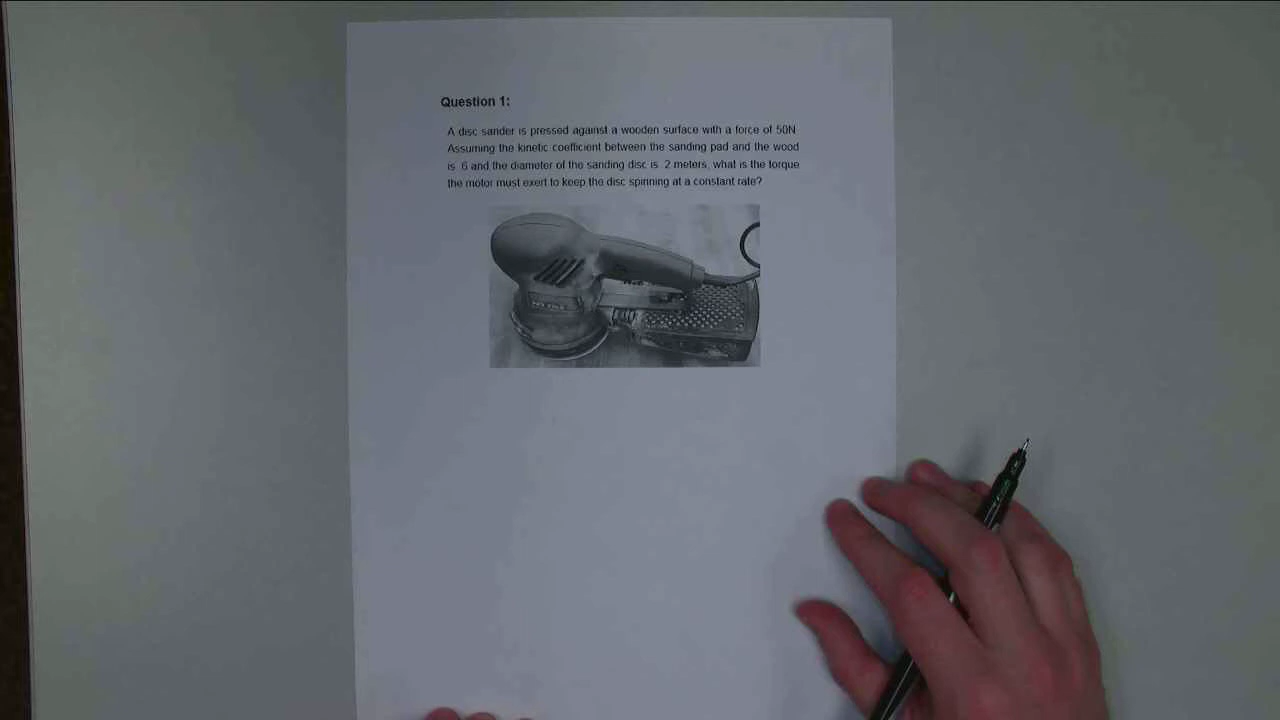 Question 1:
A disc sander is pressed against a wooden surface with a force of 50N
Assuming the kinetic coefficient between the sanding pad and the wood
is .6 and the diameter of the sanding disc is .2 meters, what is the torque
the motor must exert to keep the disc spinning at a constant rate?